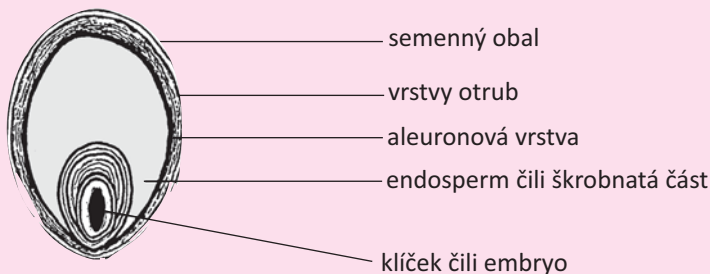 semenný obal
vrstvy otrub
aleuronová vrstva
endosperm čili škrobnatá část
klíček čili embryo